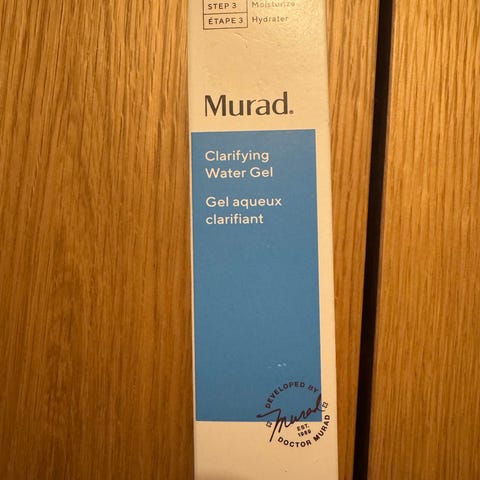 STEP 3 Moisturize
ÉTAPE 3 Hydrater
Murad.
Clarifying
Water Gel
Gel aqueux
clarifiant
DEVELOPED BY
Murad
EST.
1989
DOCTOR MURAD